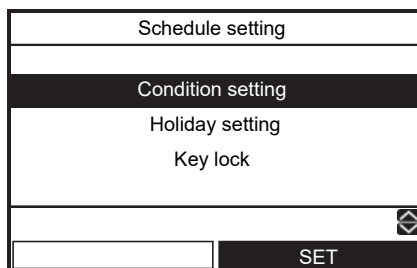 Schedule setting
Condition setting
Holiday setting
Key lock
SET